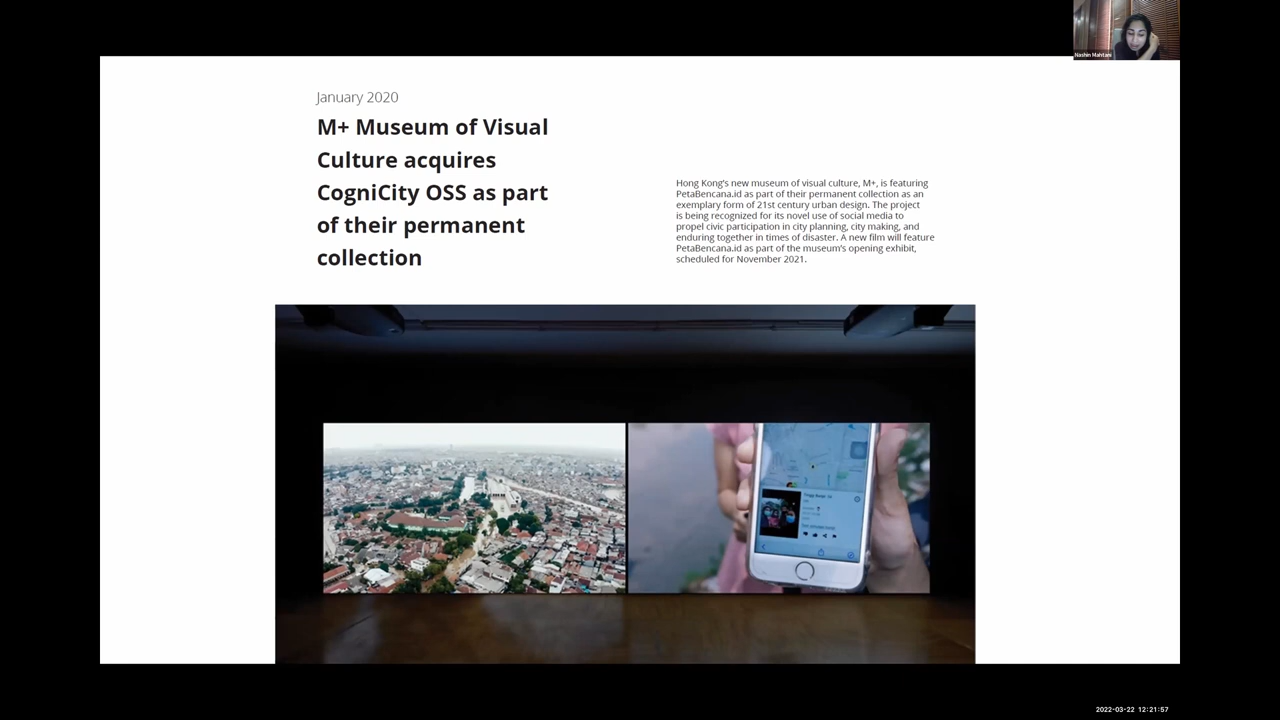 Nashin Mahtani
January 2020
M+ Museum of Visual
Culture acquires
CogniCity OSS as part
of their permanent
collection
Hong Kong's new museum of visual culture, M+, is featuring
PetaBencana.id as part of their permanent collection as an
exemplary form of 21st century urban design. The project
is being recognized for its novel use of social media to
propel civic participation in city planning, city making, and
enduring together in times of disaster. A new film will feature
PetaBencana.id as part of the museum's opening exhibit,
scheduled for November 2021.
2022-03-22 12:21:57